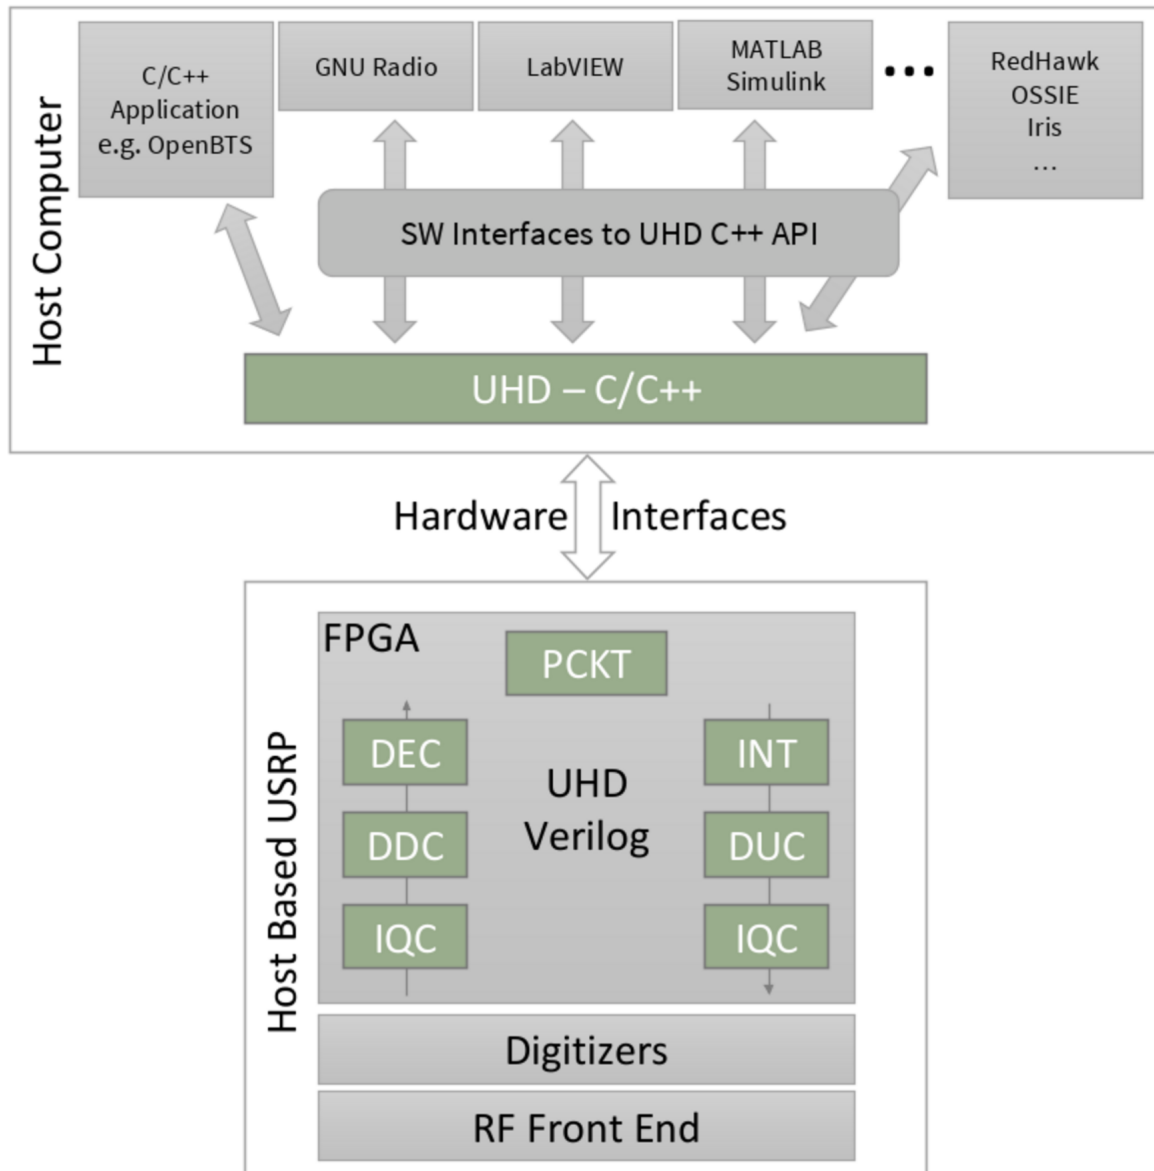 Host Computer
C/C++
Application
e.g. OpenBTS
GNU Radio
LabVIEW
MATLAB
Simulink
...
RedHawk
OSSIE
Iris
...
SW Interfaces to UHD C++ API
UHD – C/C++
Hardware Interfaces
Host Based USRP
FPGA
PCKT
DEC
DDC
IQC
UHD
Verilog
INT
DUC
IQC
Digitizers
RF Front End